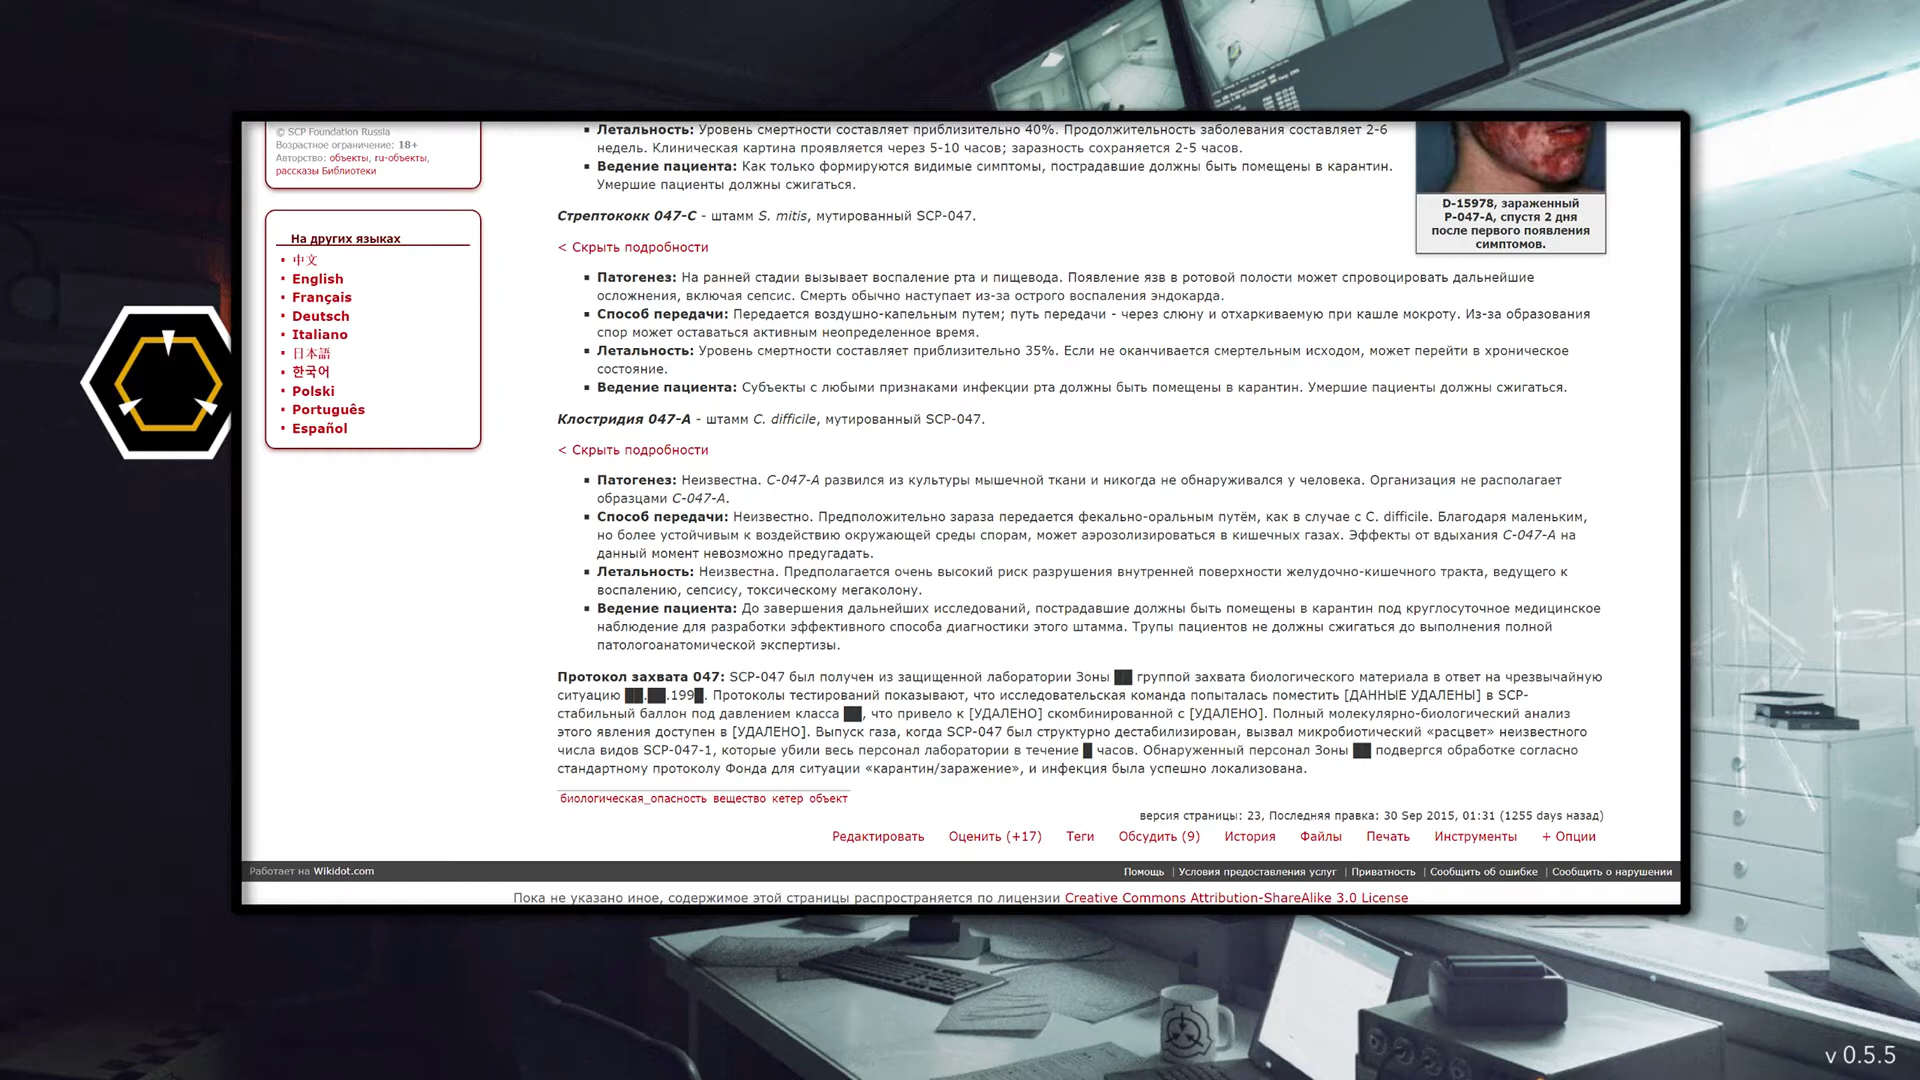 © SCP Foundation Russia
Возрастное ограничение: 18+
Авторство: объекты, ru-объекты,
рассказы Библиотеки
На других языках
中文
English
Français
Deutsch
Italiano
日本語
한국어
Polski
Português
Español
▪ Летальность: Уровень смертности составляет приблизительно 40%. Продолжительность заболевания составляет 2-6
недель. Клиническая картина проявляется через 5-10 часов; заразность сохраняется 2-5 часов.
▪ Ведение пациента: Как только формируются видимые симптомы, пострадавшие должны быть помещены в карантин.
Умершие пациенты должны сжигаться.
D-15978, зараженный
P-047-A, спустя 2 дня
после первого появления
симптомов.
Стрептококк 047-C - штамм S. mitis, мутированный SCP-047.
< Скрыть подробности
▪ Патогенез: На ранней стадии вызывает воспаление рта и пищевода. Появление язв в ротовой полости может спровоцировать дальнейшие
осложнения, включая сепсис. Смерть обычно наступает из-за острого воспаления эндокарда.
▪ Способ передачи: Передается воздушно-капельным путем; путь передачи - через слюну и отхаркиваемую при кашле мокроту. Из-за образования
спор может оставаться активным неопределенное время.
▪ Летальность: Уровень смертности составляет приблизительно 35%. Если не оканчивается смертельным исходом, может перейти в хроническое
состояние.
▪ Ведение пациента: Субъекты с любыми признаками инфекции рта должны быть помещены в карантин. Умершие пациенты должны сжигаться.
Клостридия 047-A - штамм C. difficile, мутированный SCP-047.
< Скрыть подробности
▪ Патогенез: Неизвестна. C-047-A развился из культуры мышечной ткани и никогда не обнаруживался у человека. Организация не располагает
образцами C-047-A.
▪ Способ передачи: Неизвестно. Предположительно зараза передается фекально-оральным путём, как в случае с C. difficile. Благодаря маленьким,
но более устойчивым к воздействию окружающей среды спорам, может аэрозолизироваться в кишечных газах. Эффекты от вдыхания C-047-A на
данный момент невозможно предугадать.
▪ Летальность: Неизвестна. Предполагается очень высокий риск разрушения внутренней поверхности желудочно-кишечного тракта, ведущего к
воспалению, сепсису, токсическому мегаколону.
▪ Ведение пациента: До завершения дальнейших исследований, пострадавшие должны быть помещены в карантин под круглосуточное медицинское
наблюдение для разработки эффективного способа диагностики этого штамма. Трупы пациентов не должны сжигаться до выполнения полной
патологоанатомической экспертизы.
Протокол захвата 047: SCP-047 был получен из защищенной лаборатории Зоны ██ группой захвата биологического материала в ответ на чрезвычайную
ситуацию ██.██.199█. Протоколы тестирований показывают, что исследовательская команда попыталась поместить [ДАННЫЕ УДАЛЕНЫ] в SCP-
стабильный баллон под давлением класса ██, что привело к [УДАЛЕНО] скомбинированной с [УДАЛЕНО]. Полный молекулярно-биологический анализ
этого явления доступен в [УДАЛЕНО]. Выпуск газа, когда SCP-047 был структурно дестабилизирован, вызвал микробиотический «расцвет» неизвестного
числа видов SCP-047-1, которые убили весь персонал лаборатории в течение █ часов. Обнаруженный персонал Зоны ██ подвергся обработке согласно
стандартному протоколу Фонда для ситуации «карантин/заражение», и инфекция была успешно локализована.
биологическая_опасность вещество кетер объект
версия страницы: 23, Последняя правка: 30 Sep 2015, 01:31 (1255 days назад)
Редактировать Оценить (+17) Теги Обсудить (9) История Файлы Печать Инструменты + Опции
Работает на Wikidot.com
Помощь | Условия предоставления услуг | Приватность | Сообщить об ошибке | Сообщить о нарушении
Пока не указано иное, содержимое этой страницы распространяется по лицензии Creative Commons Attribution-ShareAlike 3.0 License
v 0.5.5